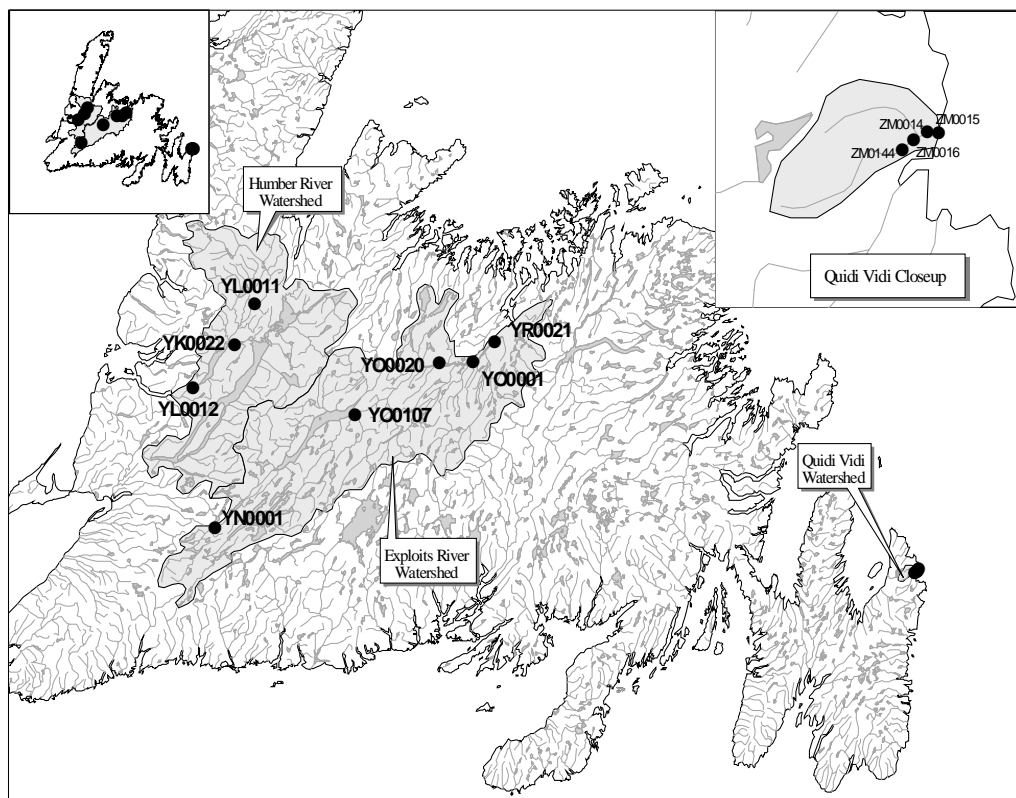 ZM0014
ZM0015
ZM0144
ZM0016
Quidi Vidi Closeup
Humber River
Watershed
YL0011
YK0022
YL0012
YR0021
YO0020
YO0001
YO0107
YN0001
Exploits River
Watershed
Quidi Vidi
Watershed